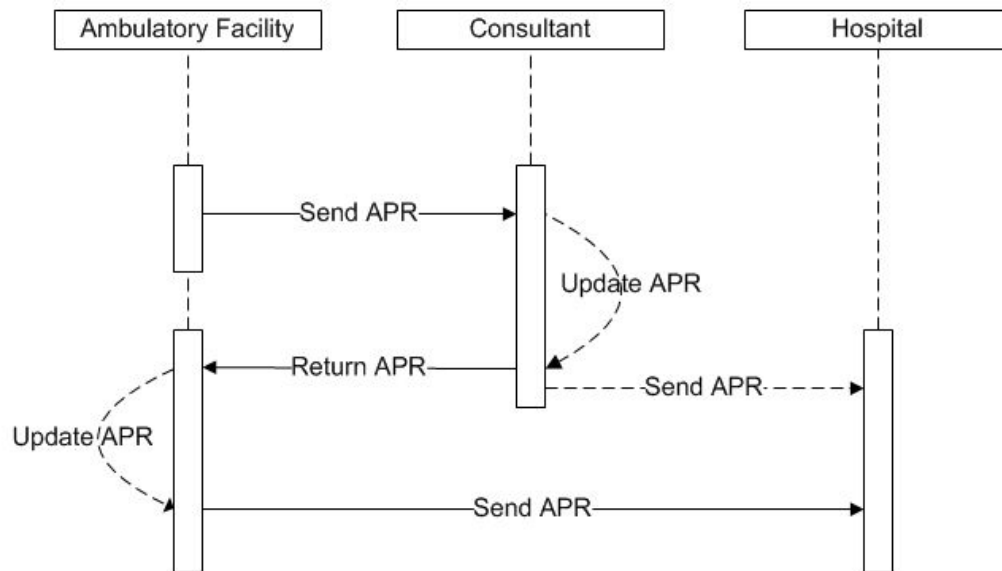 Ambulatory Facility
Consultant
Hospital
Send APR
Update APR
Return APR
Send APR
Update APR
Send APR